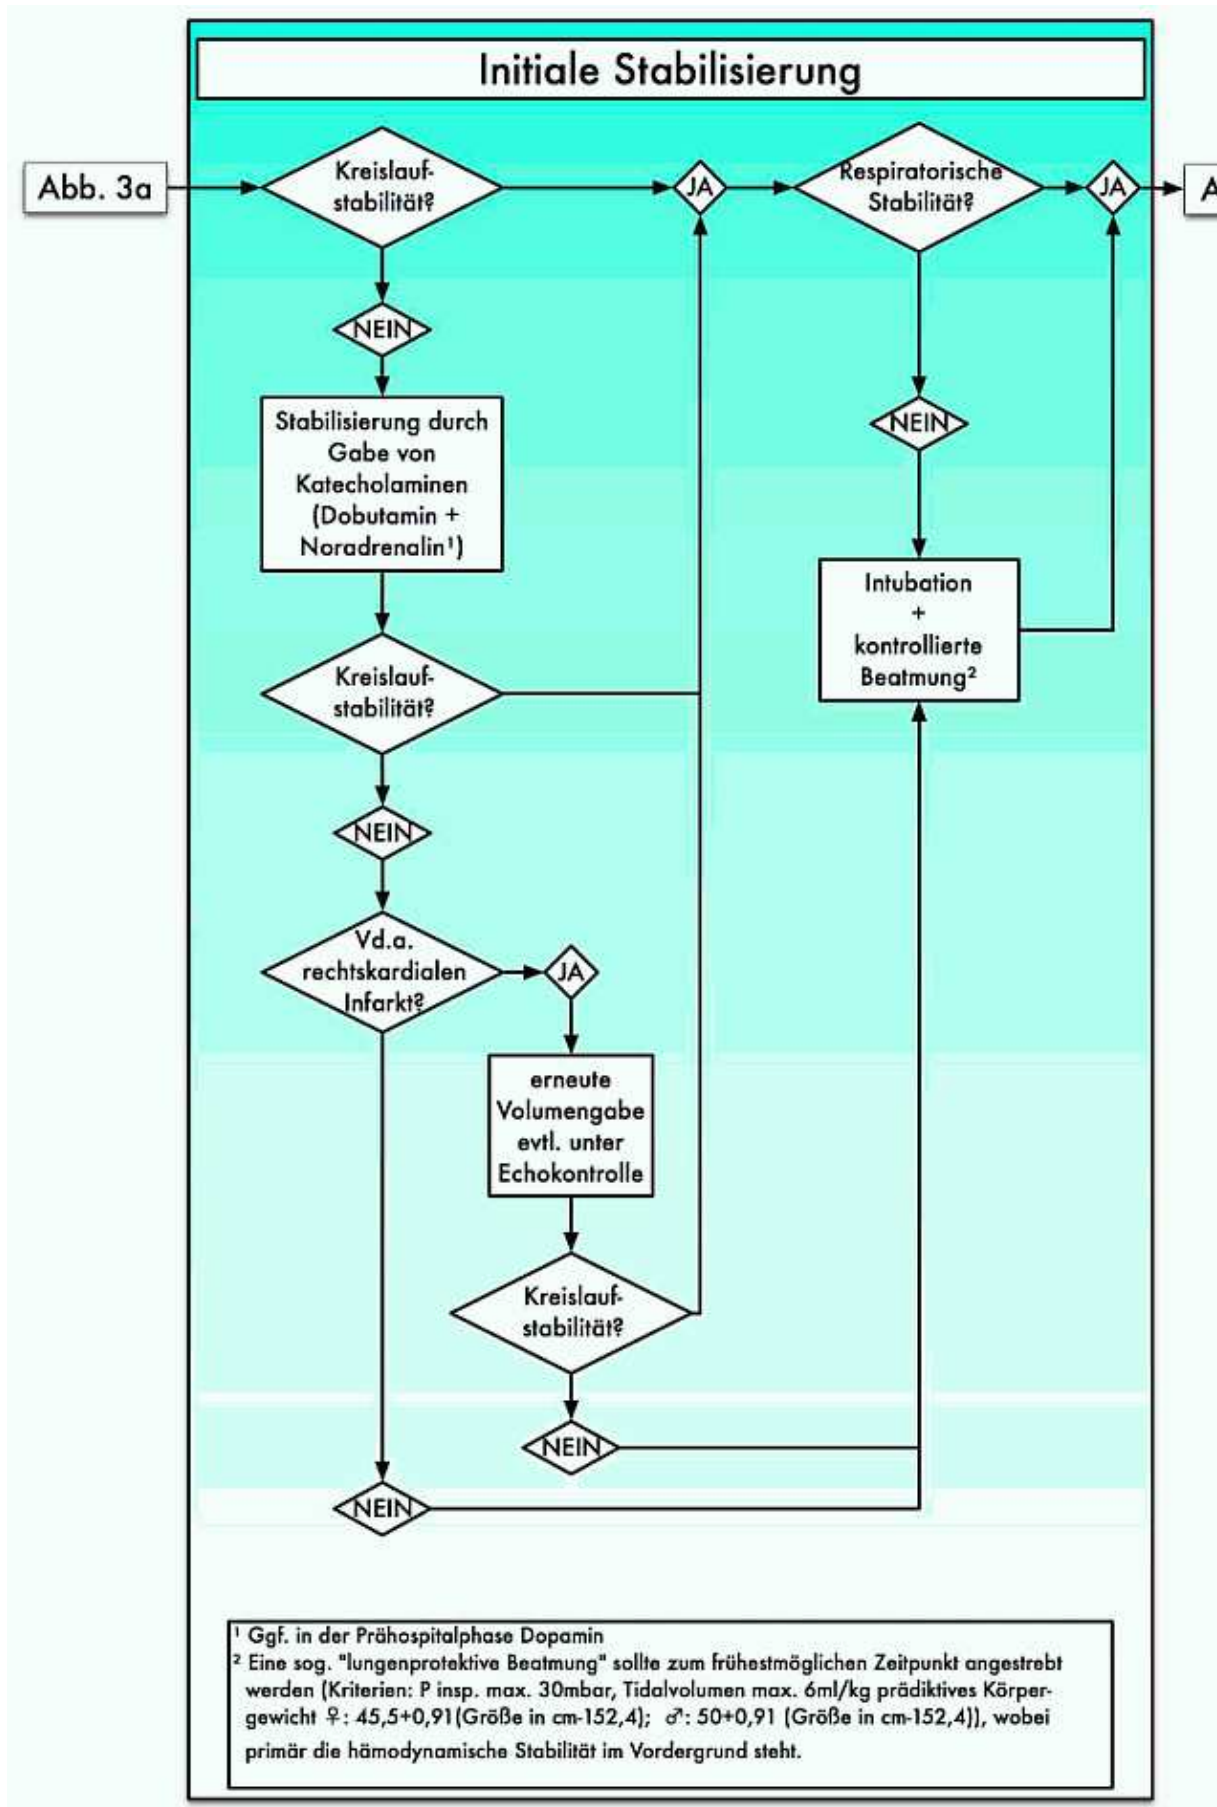 Initiale Stabilisierung
Abb. 3a
Kreislauf-
stabilität?
JA
Respiratorische
Stabilität?
JA
A
NEIN
Stabilisierung durch
Gabe von
Katecholaminen
(Dobutamin +
Noradrenalin¹)
NEIN
Intubation
+
kontrollierte
Beatmung²
Kreislauf-
stabilität?
NEIN
Vd.a.
rechtskardialen
Infarkt?
JA
erneute
Volumengabe
evtl. unter
Echokontrolle
Kreislauf-
stabilität?
NEIN
NEIN
¹ Ggf. in der Prähospitalphase Dopamin
² Eine sog. "lungenprotektive Beatmung" sollte zum frühestmöglichen Zeitpunkt angestrebt
werden (Kriterien: P insp. max. 30mbar, Tidalvolumen max. 6ml/kg prädiktives Körper-
gewicht ♀: 45,5+0,91(Größe in cm-152,4); ♂: 50+0,91 (Größe in cm-152,4)), wobei
primär die hämodynamische Stabilität im Vordergrund steht.